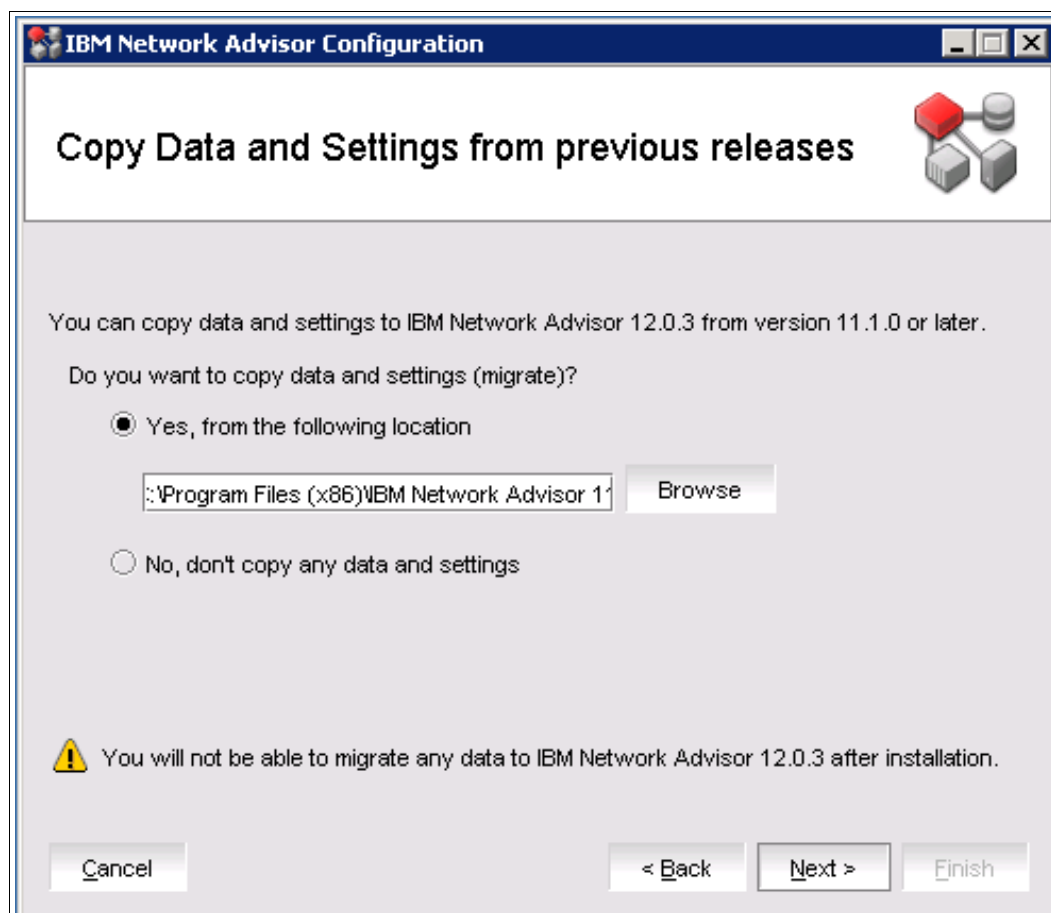 IBM Network Advisor Configuration
Copy Data and Settings from previous releases
You can copy data and settings to IBM Network Advisor 12.0.3 from version 11.1.0 or later.
Do you want to copy data and settings (migrate)?
Yes, from the following location
:\Program Files (x86)\IBM Network Advisor 11
Browse
No, don't copy any data and settings
You will not be able to migrate any data to IBM Network Advisor 12.0.3 after installation.
Cancel
< Back
Next >
Finish